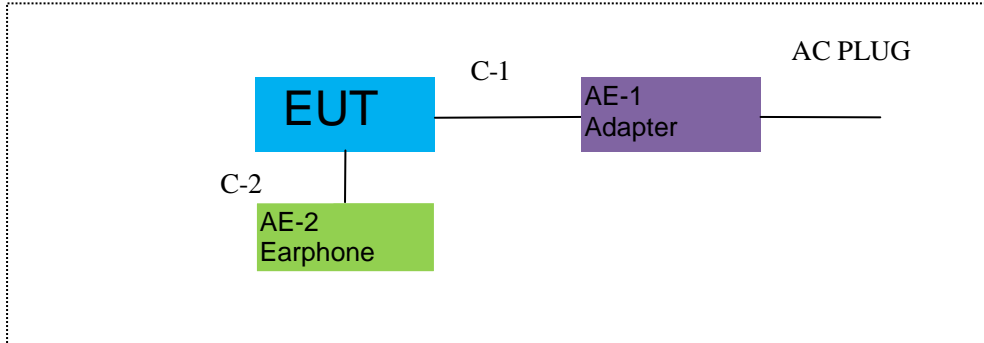 AC PLUG
C-1
EUT
AE-1
Adapter
C-2
AE-2
Earphone